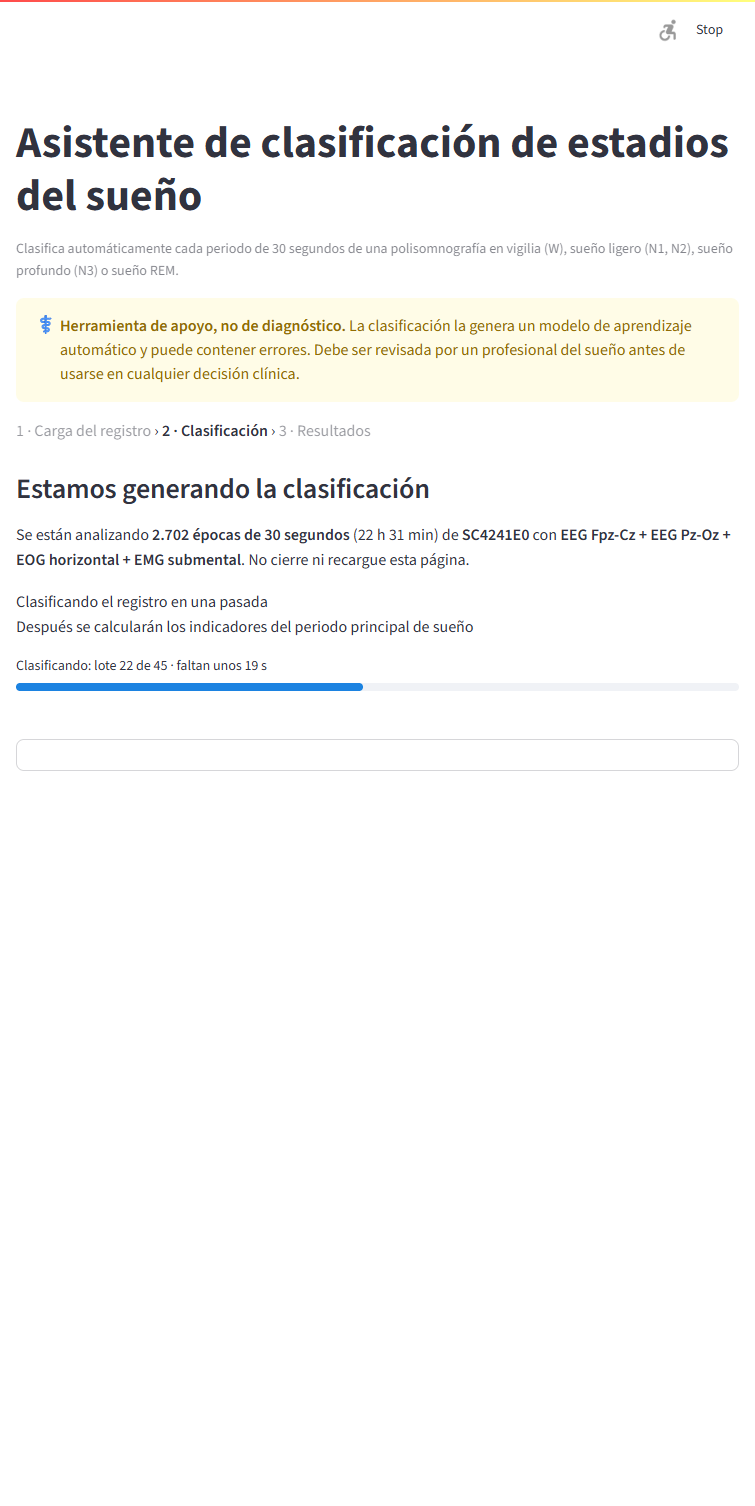 Stop
Asistente de clasificación de estadios
del sueño
Clasifica automáticamente cada periodo de 30 segundos de una polisomnografía en vigilia (W), sueño ligero (N1, N2), sueño
profundo (N3) o sueño REM.
Herramienta de apoyo, no de diagnóstico. La clasificación la genera un modelo de aprendizaje
automático y puede contener errores. Debe ser revisada por un profesional del sueño antes de
usarse en cualquier decisión clínica.
1 · Carga del registro › 2 · Clasificación › 3 · Resultados
Estamos generando la clasificación
Se están analizando 2.702 épocas de 30 segundos (22 h 31 min) de SC4241E0 con EEG Fpz-Cz + EEG Pz-Oz +
EOG horizontal + EMG submental. No cierre ni recargue esta página.
Clasificando el registro en una pasada
Después se calcularán los indicadores del periodo principal de sueño
Clasificando: lote 22 de 45 · faltan unos 19 s